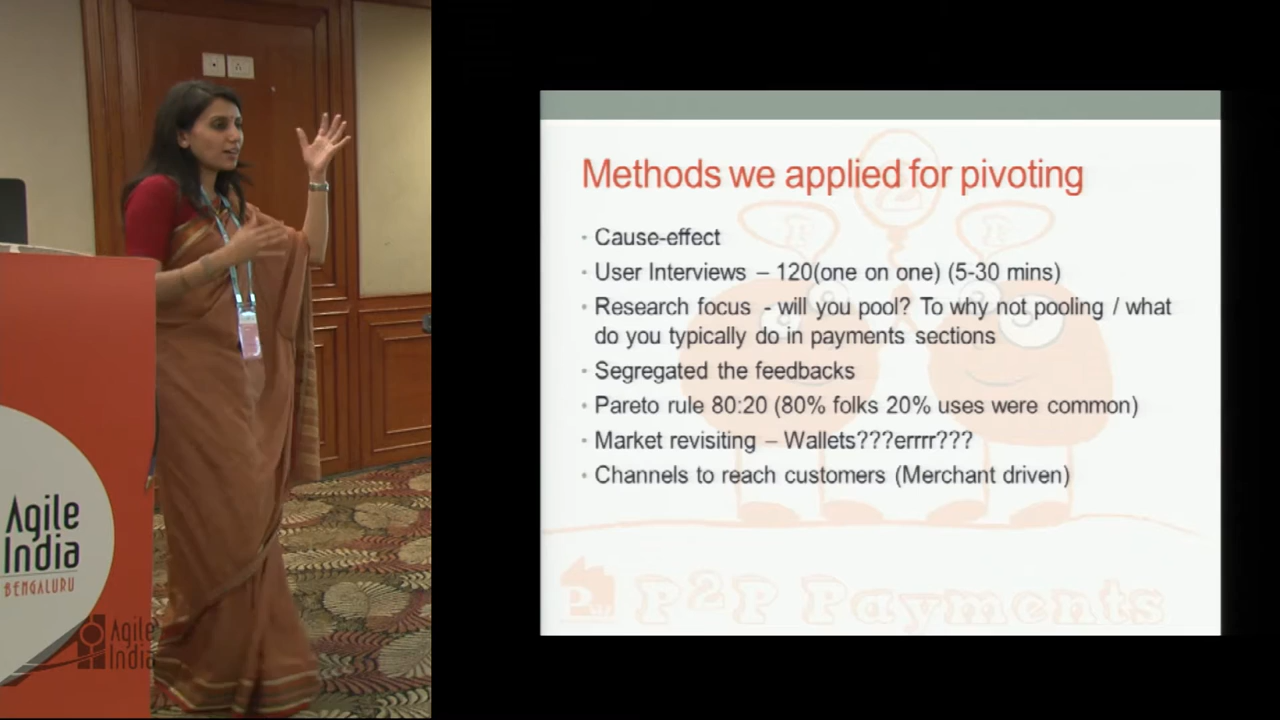 Methods we applied for pivoting
· Cause-effect
· User Interviews – 120(one on one) (5-30 mins)
· Research focus - will you pool? To why not pooling / what
do you typically do in payments sections
· Segregated the feedbacks
· Pareto rule 80:20 (80% folks 20% uses were common)
· Market revisiting – Wallets???errrr???
· Channels to reach customers (Merchant driven)
P2P Payments
P
2
P
Agile
India
BENGALURU
Agile
India